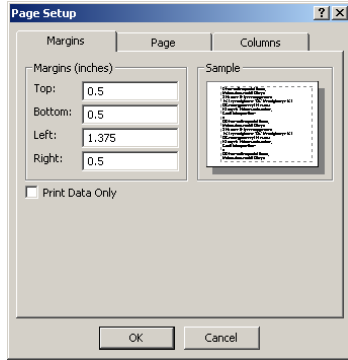 Page Setup
Margins Page Columns
Margins (inches)
Top: 0.5
Bottom: 0.5
Left: 1.375
Right: 0.5
Sample
Print Data Only
OK Cancel